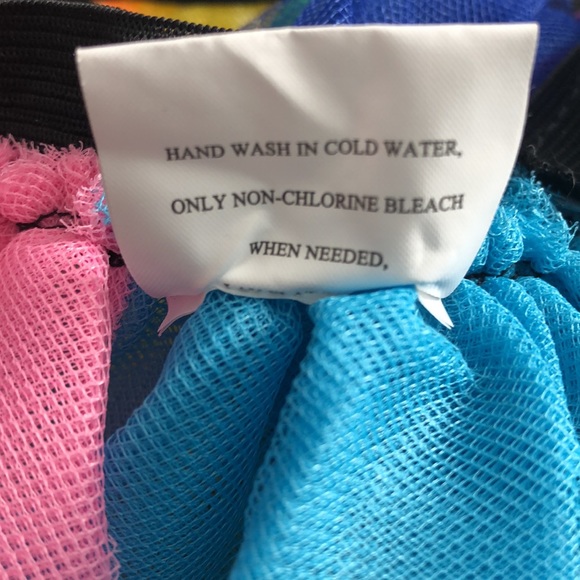 HAND WASH IN COLD WATER,
ONLY NON-CHLORINE BLEACH
WHEN NEEDED,